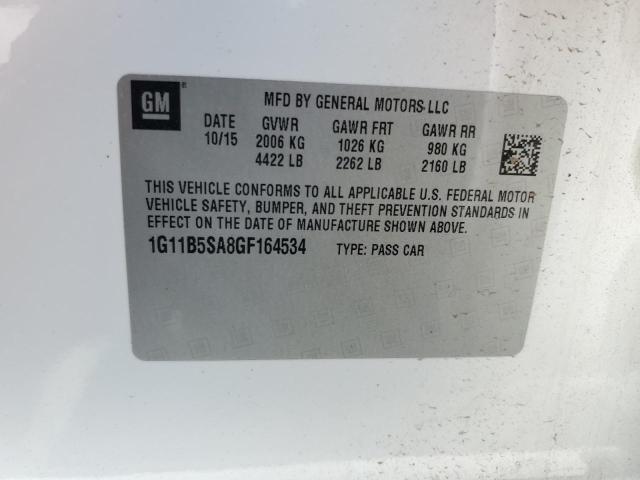 GM ®
MFD BY GENERAL MOTORS LLC
DATE GVWR GAWR FRT GAWR RR
10/15 2006 KG 1026 KG 980 KG
4422 LB 2262 LB 2160 LB
THIS VEHICLE CONFORMS TO ALL APPLICABLE U.S. FEDERAL MOTOR
VEHICLE SAFETY, BUMPER, AND THEFT PREVENTION STANDARDS IN
EFFECT ON THE DATE OF MANUFACTURE SHOWN ABOVE.
1G11B5SA8GF164534 TYPE: PASS CAR